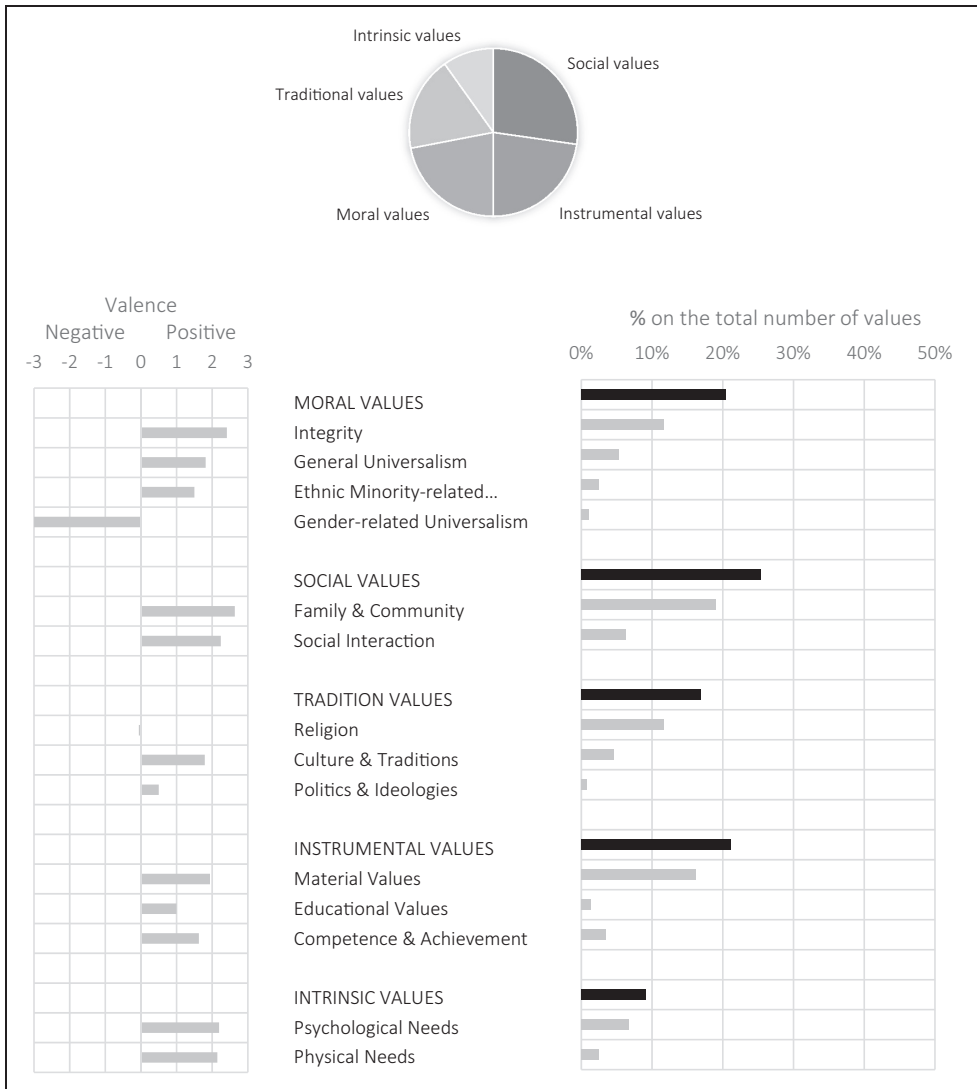 Intrinsic values
Social values
Traditional values
Moral values
Instrumental values
Valence
Negative Positive
-3 -2 -1 0 1 2 3
% on the total number of values
0% 10% 20% 30% 40% 50%
MORAL VALUES
Integrity
General Universalism
Ethnic Minority-related...
Gender-related Universalism
SOCIAL VALUES
Family & Community
Social Interaction
TRADITION VALUES
Religion
Culture & Traditions
Politics & Ideologies
INSTRUMENTAL VALUES
Material Values
Educational Values
Competence & Achievement
INTRINSIC VALUES
Psychological Needs
Physical Needs